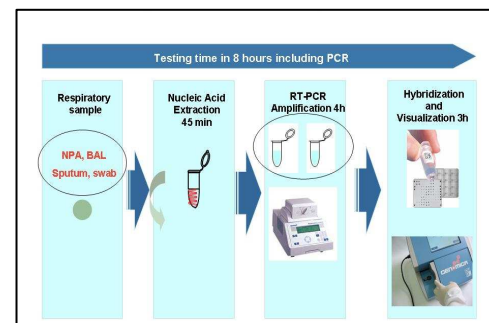 Testing time in 8 hours including PCR
Respiratory
sample
NPA, BAL
Sputum, swab
Nucleic Acid
Extraction
45 min
RT-PCR
Amplification 4h
Hybridization
and
Visualization 3h